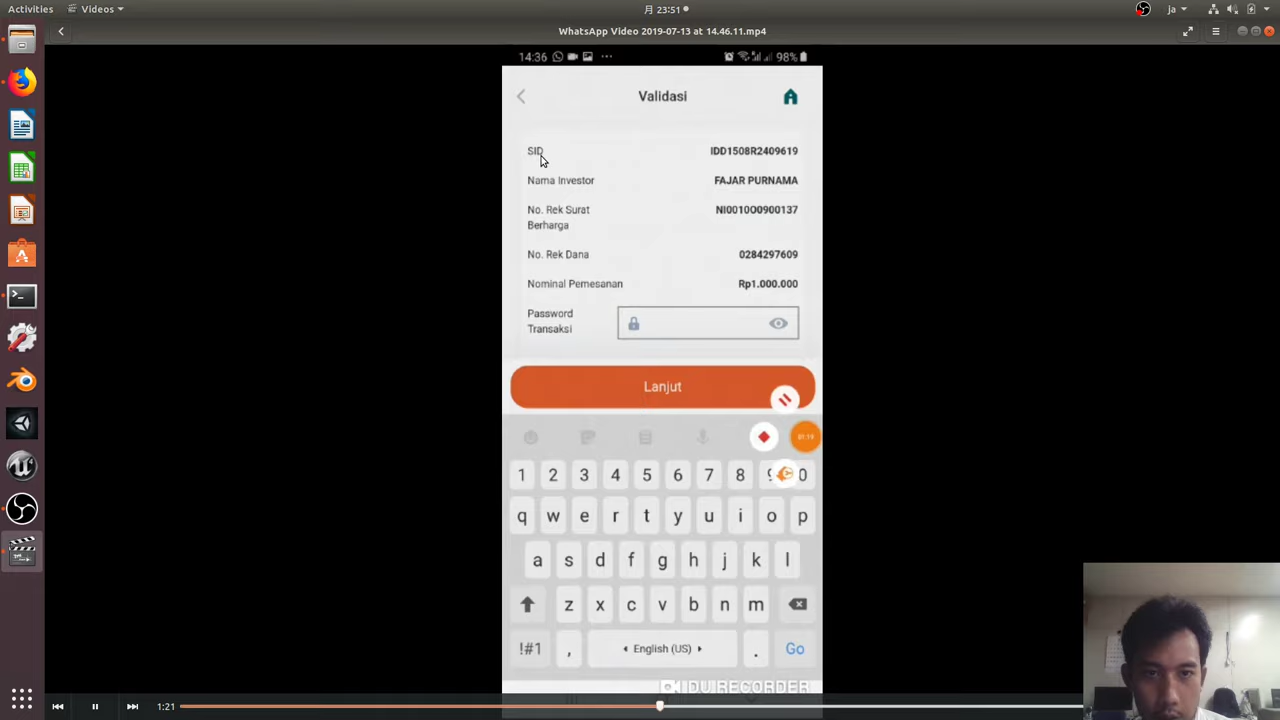 Activities Videos 月 23:51 ja
WhatsApp Video 2019-07-13 at 14.46.11.mp4
14:36 98%
Validasi
SID IDD1508R2409619
Nama Investor FAJAR PURNAMA
No. Rek Surat NI0010O0900137
Berharga
No. Rek Dana 0284297609
Nominal Pemesanan Rp1.000.000
Password
Transaksi
Lanjut
01:19
1 2 3 4 5 6 7 8 9 0
q w e r t y u i o p
a s d f g h j k l
z x c v b n m
!#1 , English (US) . Go
DU RECORDER
1:21